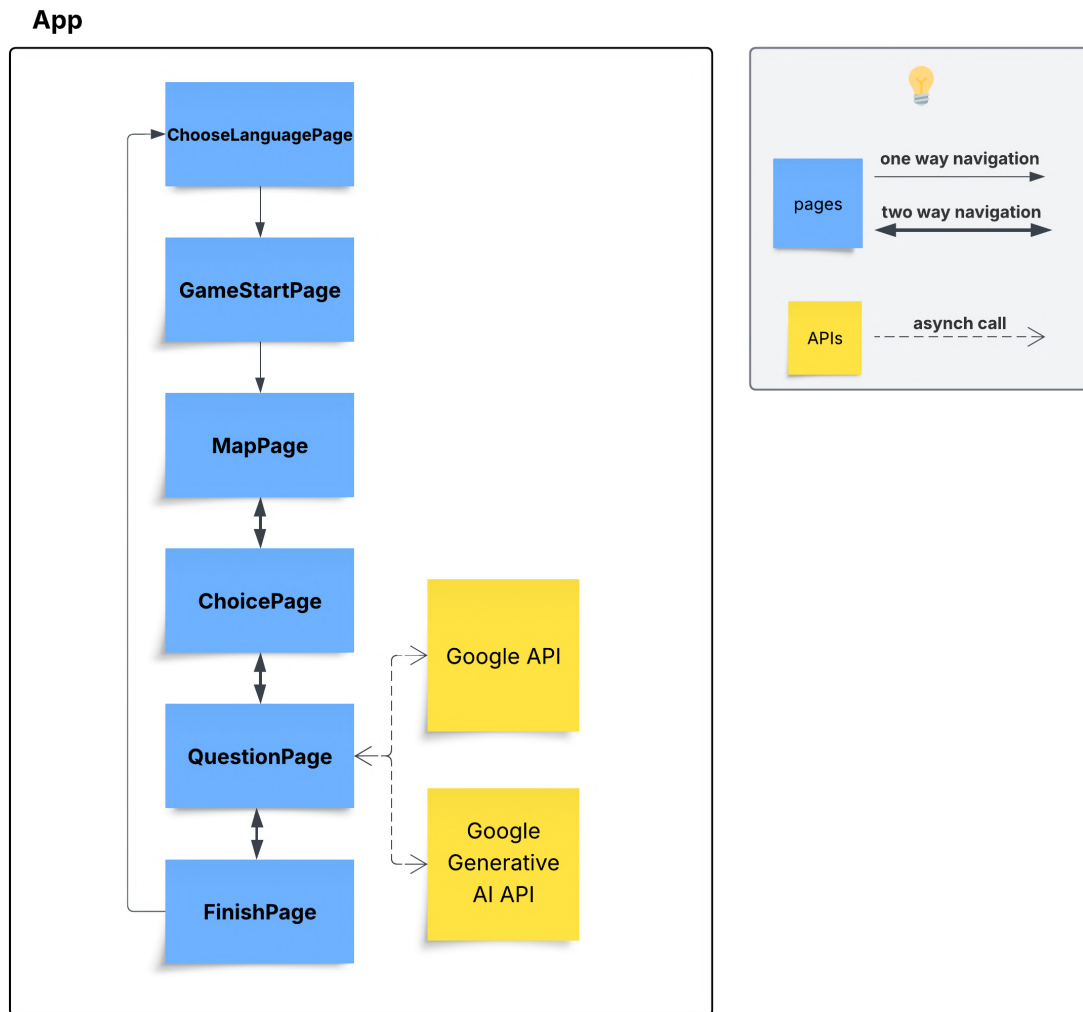 App
ChooseLanguagePage
GameStartPage
MapPage
ChoicePage
QuestionPage
FinishPage
Google API
Google
Generative
AI API
pages
one way navigation
two way navigation
APIs
asynch call